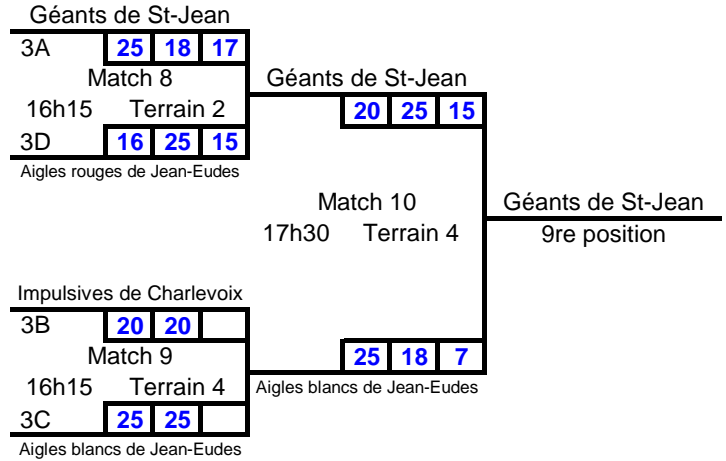 Géants de St-Jean
3A 25 18 17
Match 8
16h15 Terrain 2
3D 16 25 15
Aigles rouges de Jean-Eudes
Géants de St-Jean
20 25 15
Match 10
17h30 Terrain 4
25 18 7
Aigles blancs de Jean-Eudes
Géants de St-Jean
9re position
Impulsives de Charlevoix
3B 20 20
Match 9
16h15 Terrain 4
3C 25 25
Aigles blancs de Jean-Eudes